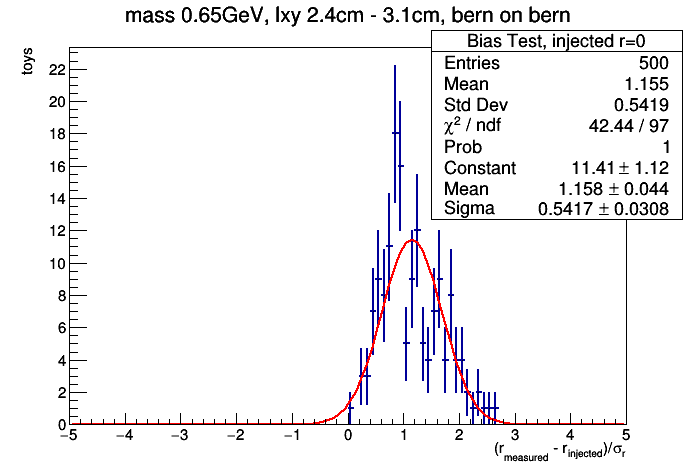 mass 0.65GeV, lxy 2.4cm - 3.1cm, bern on bern
toys
Bias Test, injected r=0
Entries 500
Mean 1.155
Std Dev 0.5419
χ² / ndf 42.44 / 97
Prob 1
Constant 11.41 ± 1.12
Mean 1.158 ± 0.044
Sigma 0.5417 ± 0.0308
22
20
18
16
14
12
10
8
6
4
2
0
−5 −4 −3 −2 −1 0 1 2 3 4 5
(r_measured - r_injected)/σ_r